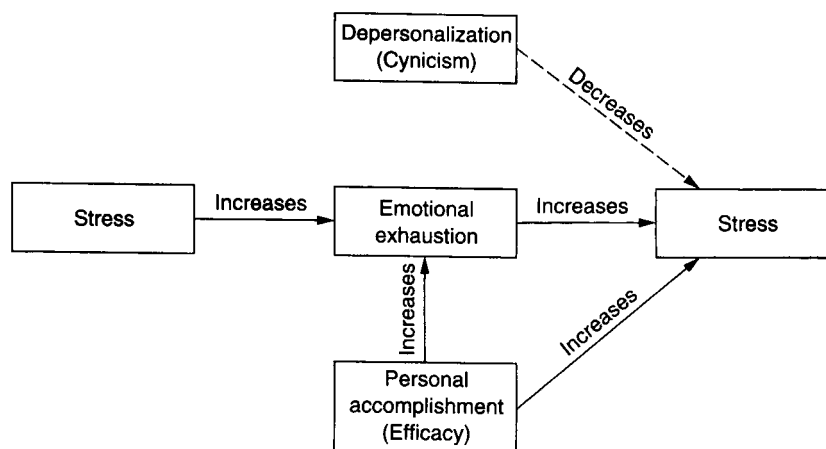 Depersonalization
(Cynicism)
Decreases
Stress
Increases
Emotional
exhaustion
Increases
Stress
Increases
Increases
Personal
accomplishment
(Efficacy)